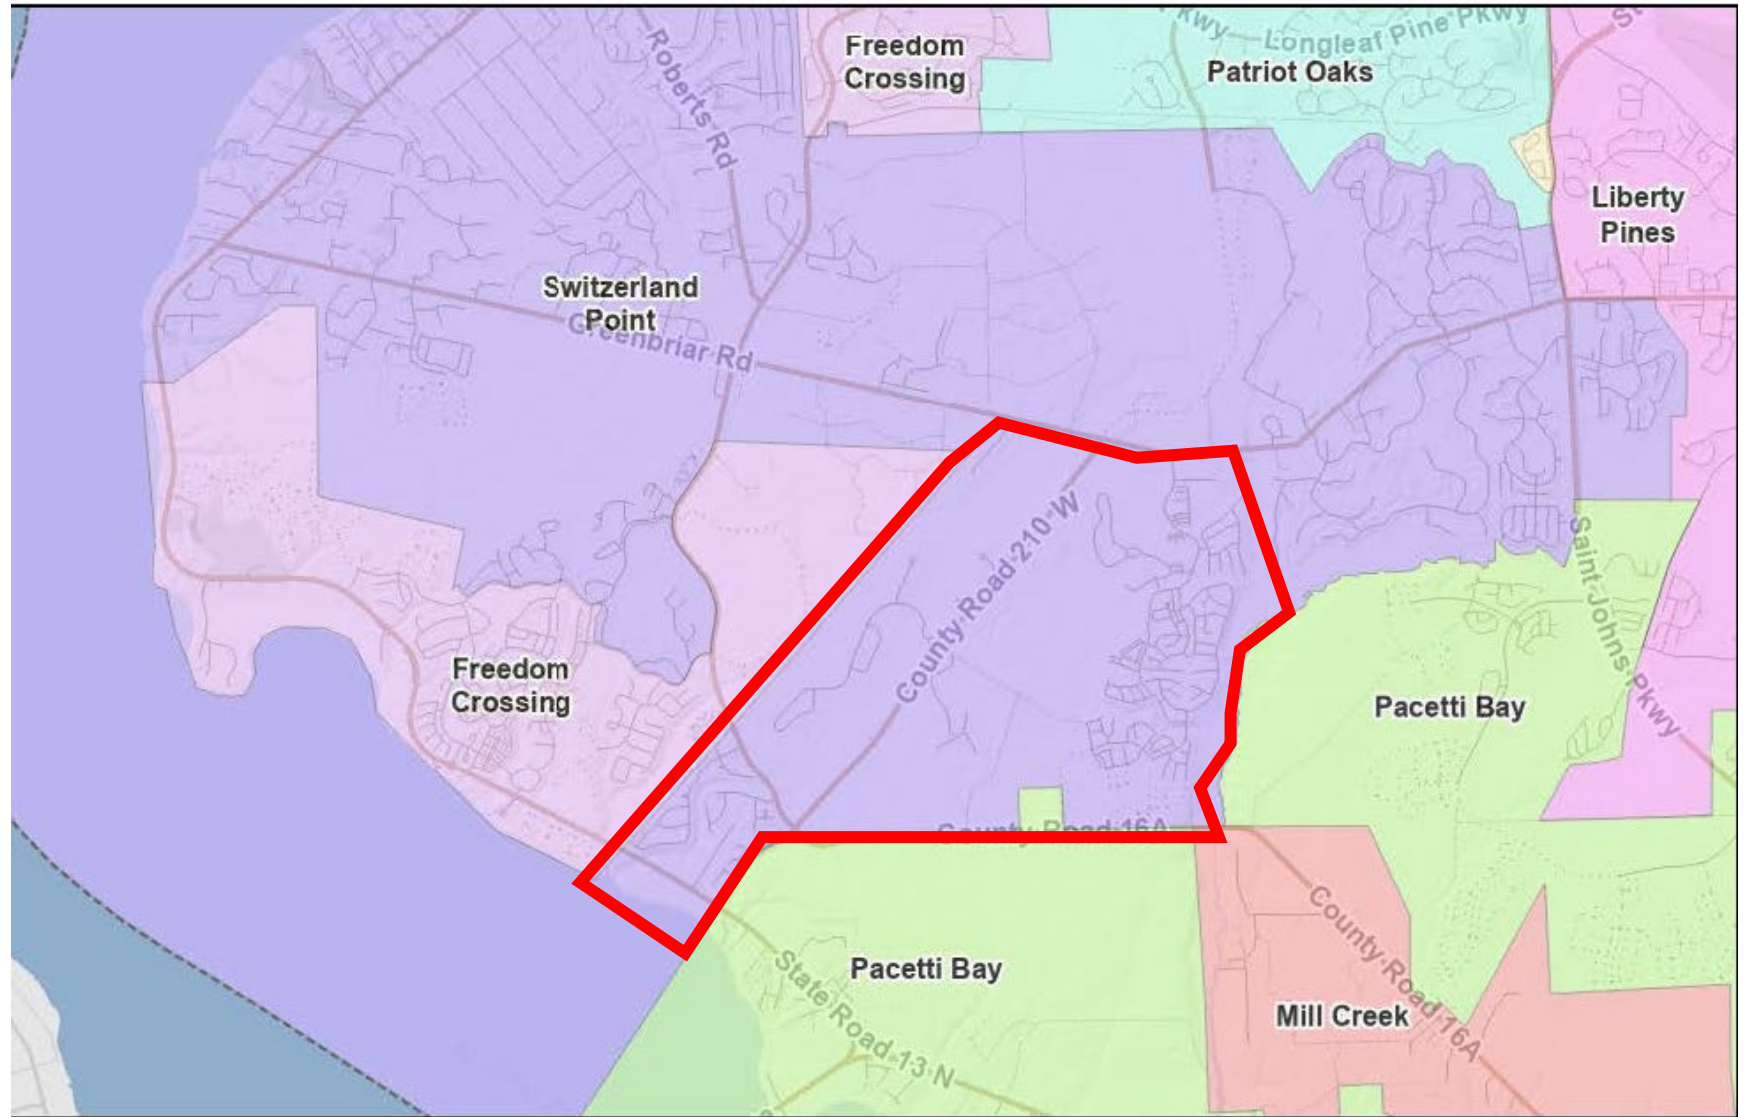 Pkwy
Longleaf Pine Pkwy
St
Freedom
Crossing
Patriot Oaks
Roberts Rd
Liberty
Pines
Switzerland
Point
Greenbriar Rd
County Road 210 W
Saint Johns Pkwy
Freedom
Crossing
Pacetti Bay
County Road 16A
County Road 16A
Pacetti Bay
State Road 13 N
Mill Creek